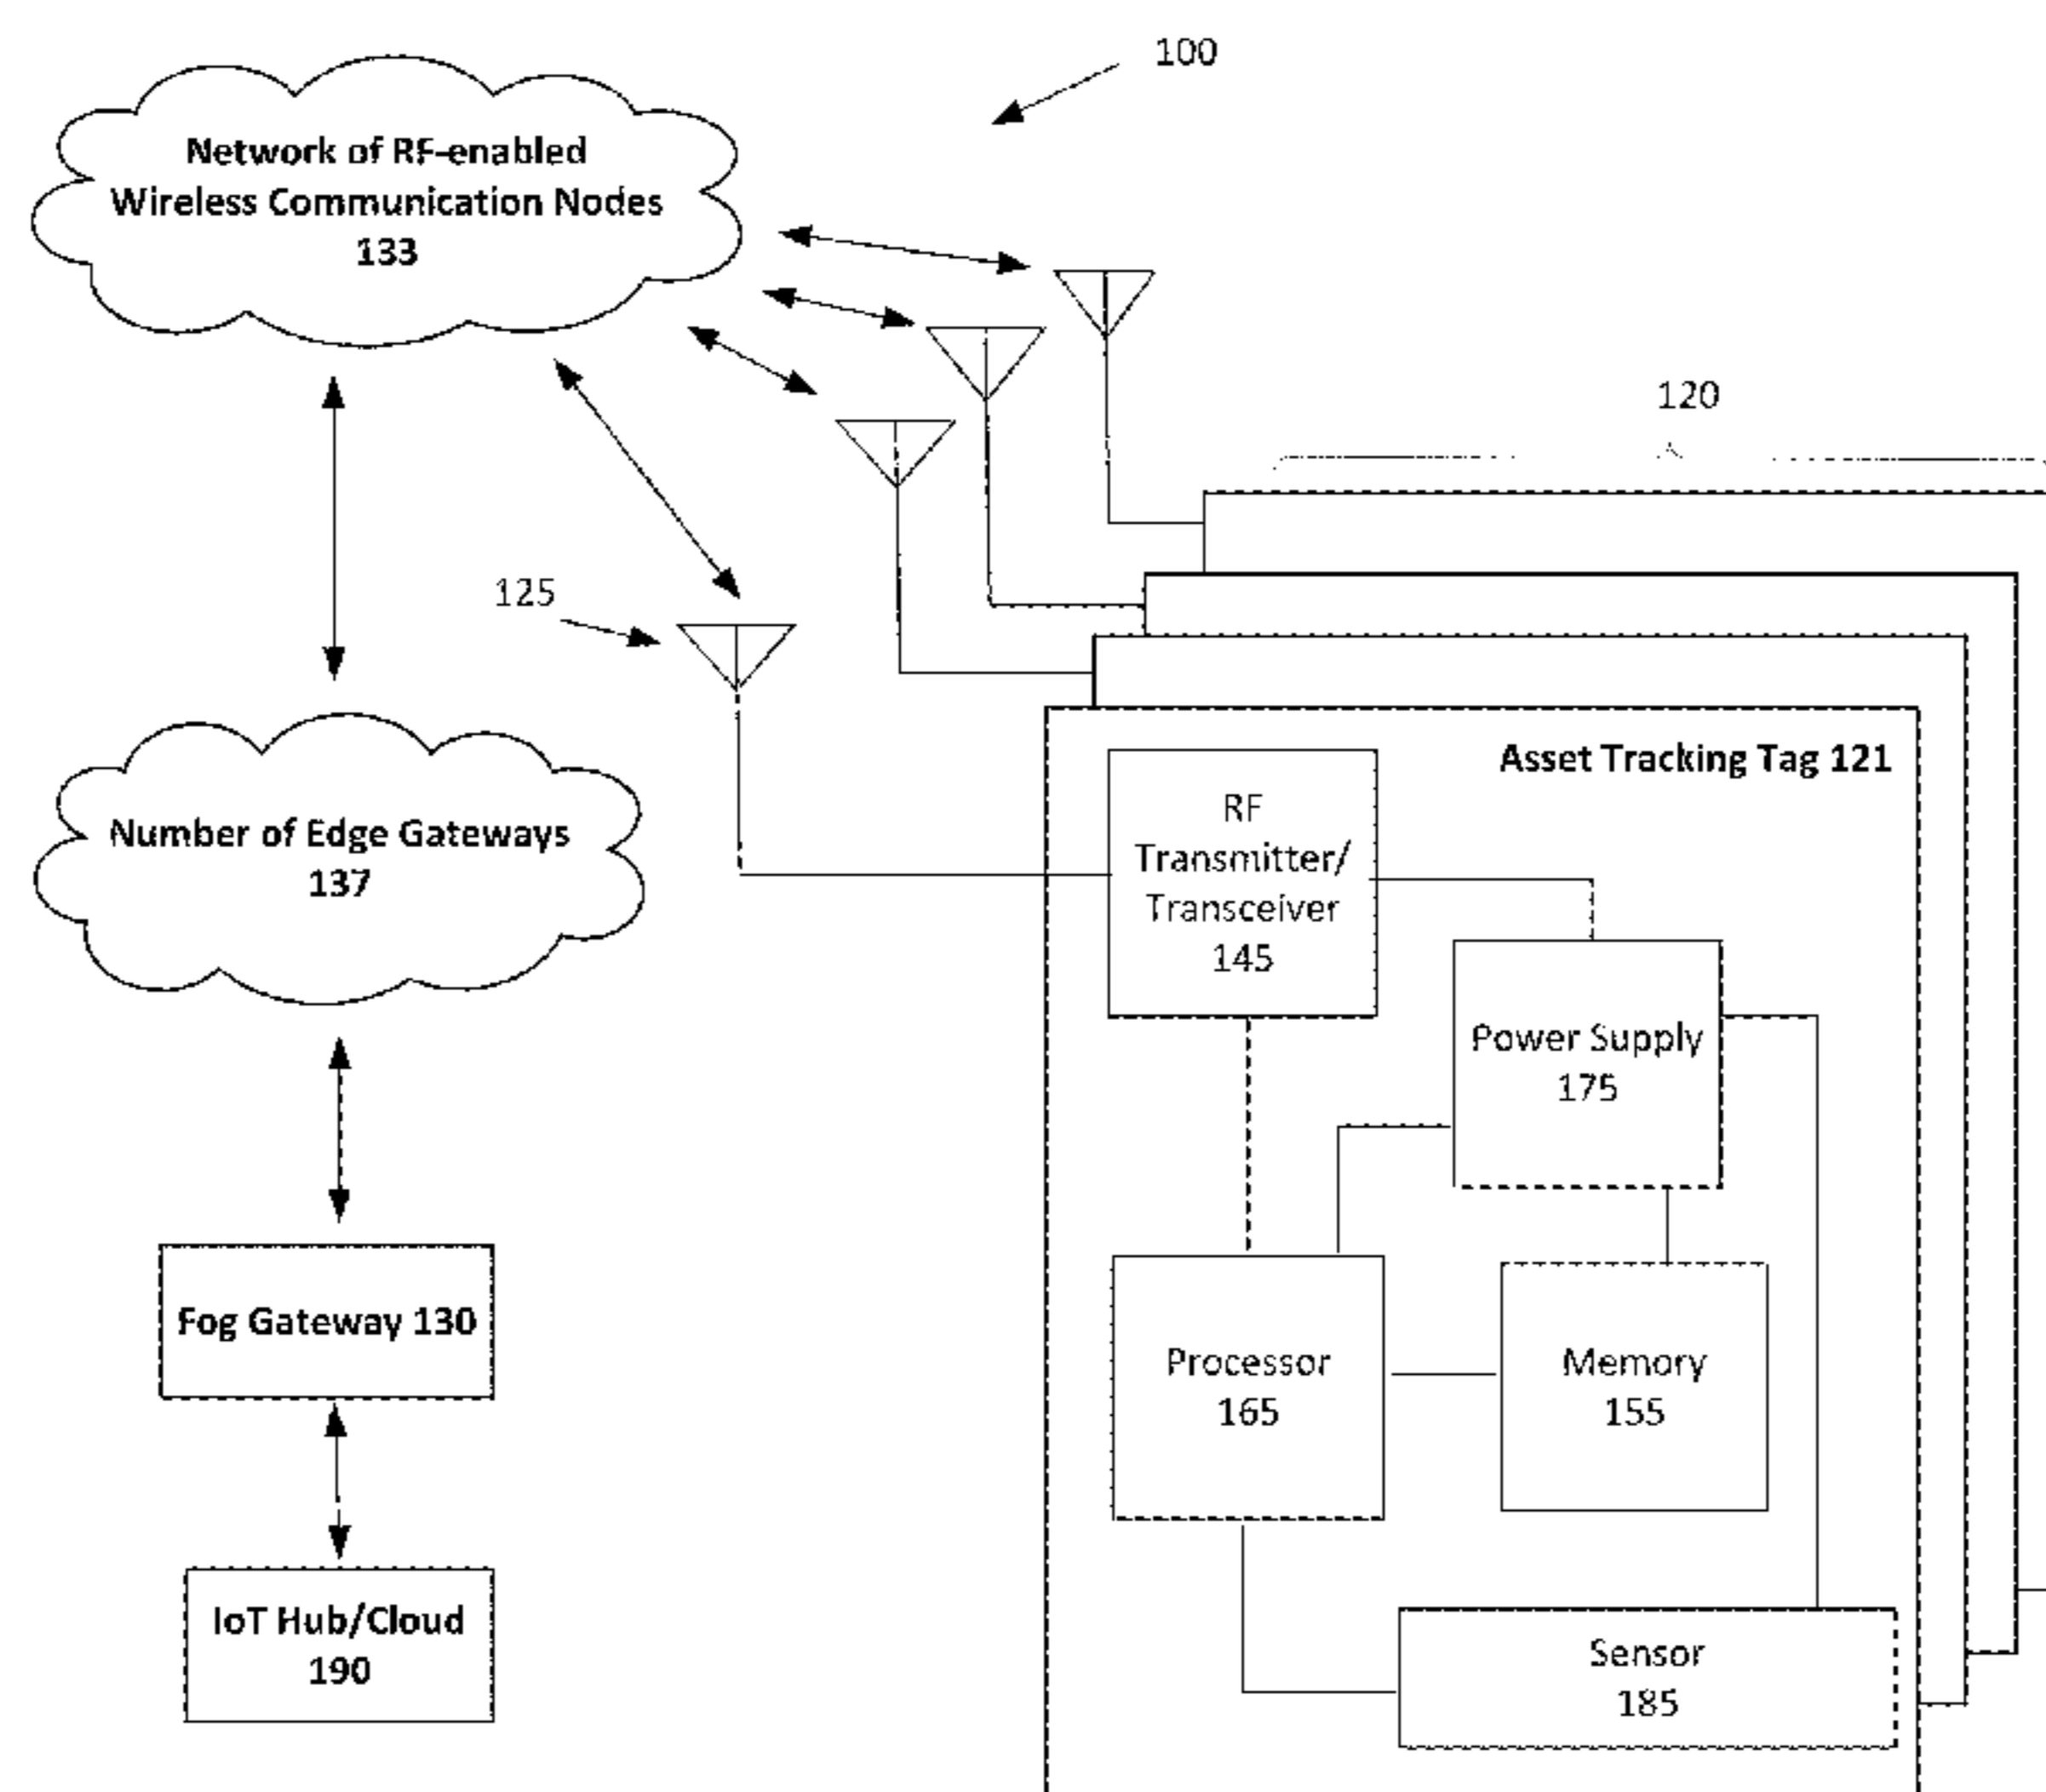 100
Network of RF-enabled
Wireless Communication Nodes
133
120
125
Asset Tracking Tag 121
RF
Transmitter/
Transceiver
145
Number of Edge Gateways
137
Power Supply
175
Fog Gateway 130
Processor
165
Memory
155
IoT Hub/Cloud
190
Sensor
185